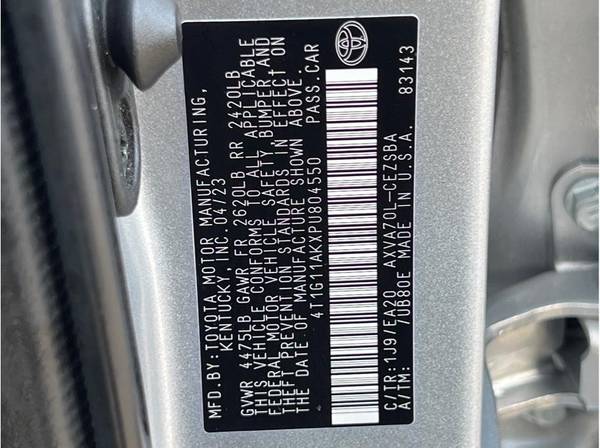 MFD.BY:TOYOTA MOTOR MANUFACTURING,
KENTUCKY, INC.04/23
GVWR 4475LB GAWR FR 2620LB RR 2420LB
THIS VEHICLE CONFORMS TO ALL APPLICABLE
FEDERAL MOTOR VEHICLE SAFETY,BUMPER,AND
THEFT PREVENTION STANDARDS IN EFFECT ON
THE DATE OF MANUFACTURE SHOWN ABOVE.
4T1G11AKXPU804550 PASS.CAR
C/TR:1J9/EA20 AXVA70L-CEZSBA
A/TM: /UB80E MADE IN U.S.A. 83143